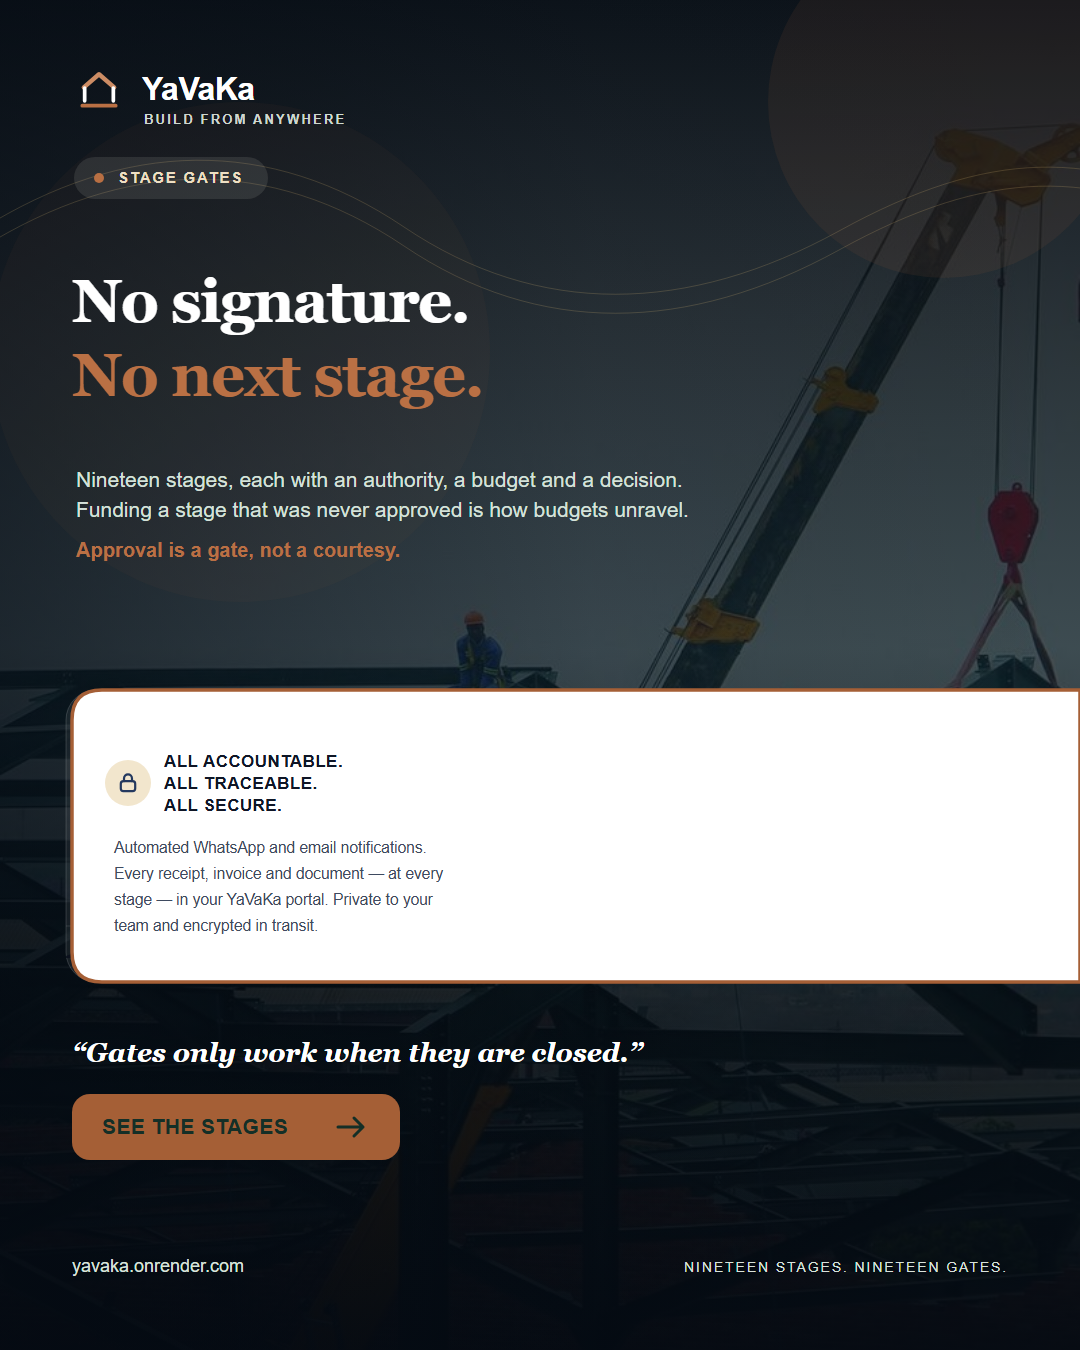 YaVaKa
BUILD FROM ANYWHERE
STAGE GATES
No signature.
No next stage.
Nineteen stages, each with an authority, a budget and a decision.
Funding a stage that was never approved is how budgets unravel.
Approval is a gate, not a courtesy.
ALL ACCOUNTABLE.
ALL TRACEABLE.
ALL SECURE.
Automated WhatsApp and email notifications.
Every receipt, invoice and document — at every
stage — in your YaVaKa portal. Private to your
team and encrypted in transit.
“Gates only work when they are closed.”
SEE THE STAGES
yavaka.onrender.com
NINETEEN STAGES. NINETEEN GATES.